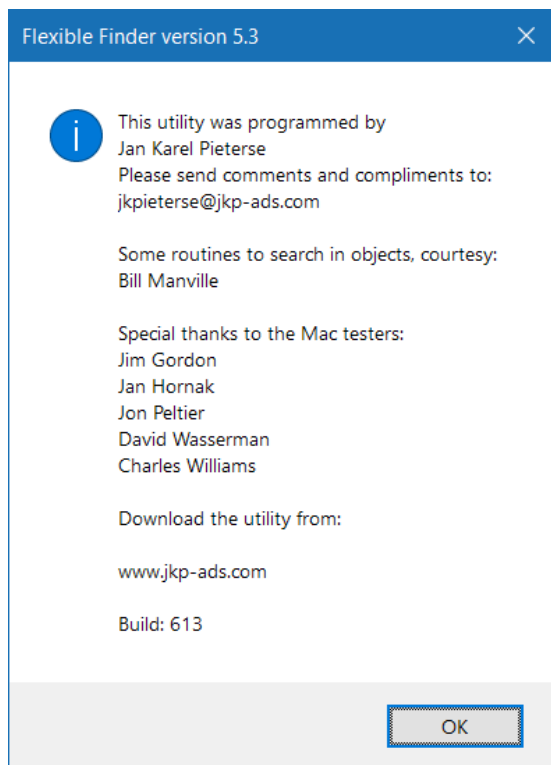 Flexible Finder version 5.3
This utility was programmed by
Jan Karel Pieterse
Please send comments and compliments to:
jkpieterse@jkp-ads.com
Some routines to search in objects, courtesy:
Bill Manville
Special thanks to the Mac testers:
Jim Gordon
Jan Hornak
Jon Peltier
David Wasserman
Charles Williams
Download the utility from:
www.jkp-ads.com
Build: 613
OK